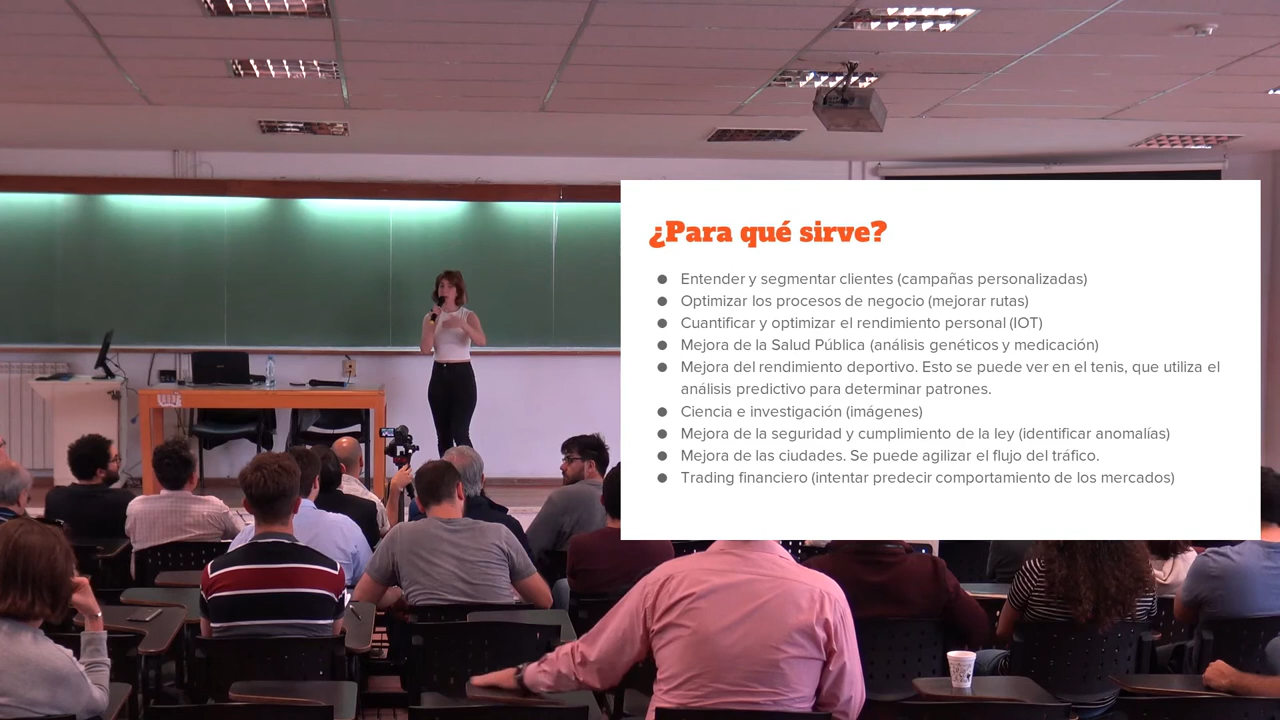 ¿Para qué sirve?
● Entender y segmentar clientes (campañas personalizadas)
● Optimizar los procesos de negocio (mejorar rutas)
● Cuantificar y optimizar el rendimiento personal (IOT)
● Mejora de la Salud Pública (análisis genéticos y medicación)
● Mejora del rendimiento deportivo. Esto se puede ver en el tenis, que utiliza el
análisis predictivo para determinar patrones.
● Ciencia e investigación (imágenes)
● Mejora de la seguridad y cumplimiento de la ley (identificar anomalías)
● Mejora de las ciudades. Se puede agilizar el flujo del tráfico.
● Trading financiero (intentar predecir comportamiento de los mercados)